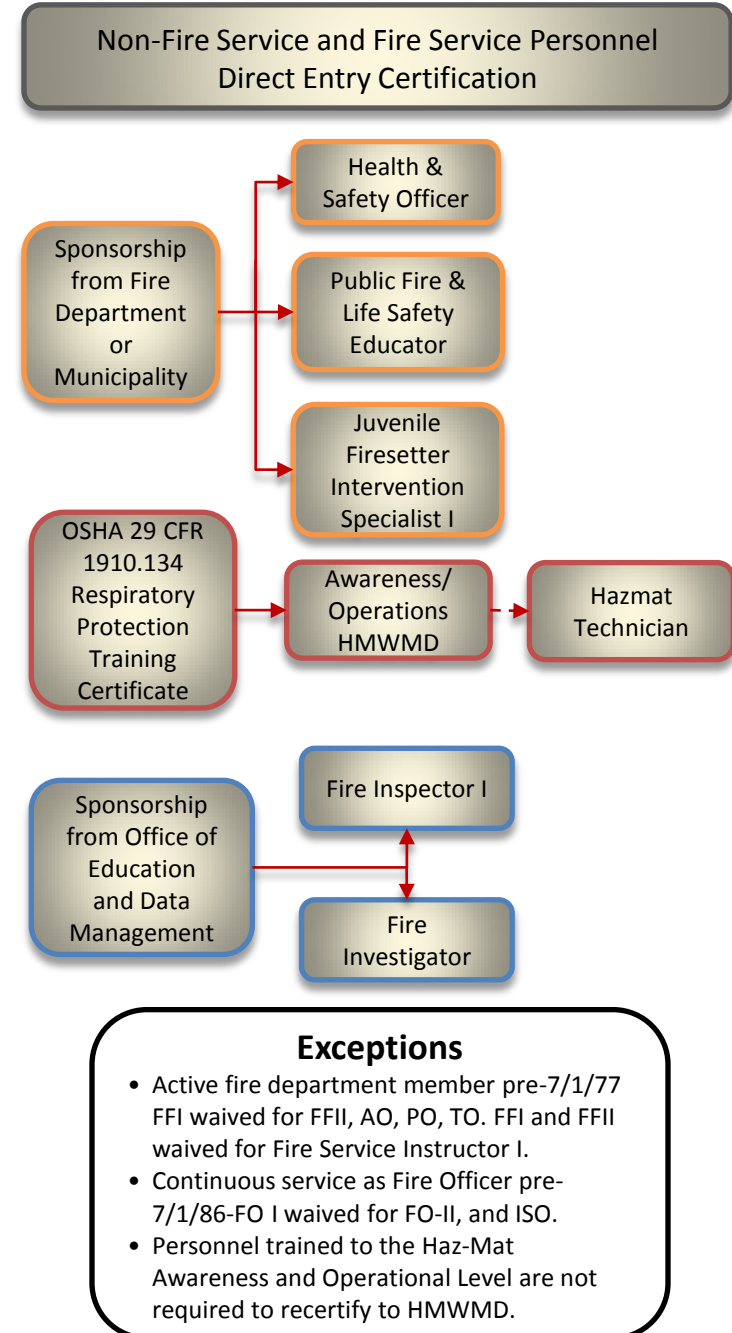 Non-Fire Service and Fire Service Personnel
Direct Entry Certification
Health &
Safety Officer
Sponsorship
from Fire
Department
or
Municipality
Public Fire &
Life Safety
Educator
Juvenile
Firesetter
Intervention
Specialist I
OSHA 29 CFR
1910.134
Respiratory
Protection
Training
Certificate
Awareness/
Operations
HMWMD
Hazmat
Technician
Sponsorship
from Office of
Education
and Data
Management
Fire Inspector I
Fire
Investigator
Exceptions
• Active fire department member pre-7/1/77
FFI waived for FFII, AO, PO, TO. FFI and FFII
waived for Fire Service Instructor I.
• Continuous service as Fire Officer pre-
7/1/86-FO I waived for FO-II, and ISO.
• Personnel trained to the Haz-Mat
Awareness and Operational Level are not
required to recertify to HMWMD.